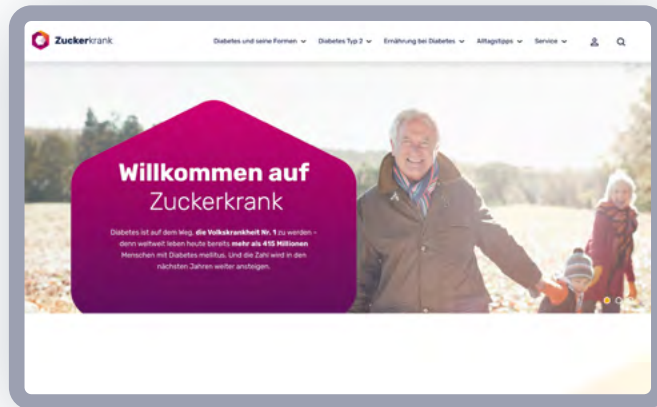 Zuckerkrank
Diabetes und seine Formen
Diabetes Typ 2
Ernährung bei Diabetes
Alltagstipps
Service
Willkommen auf
Zuckerkrank
Diabetes ist auf dem Weg, die Volkskrankheit Nr. 1 zu werden –
denn weltweit leben heute bereits mehr als 415 Millionen
Menschen mit Diabetes mellitus. Und die Zahl wird in den
nächsten Jahren weiter ansteigen.